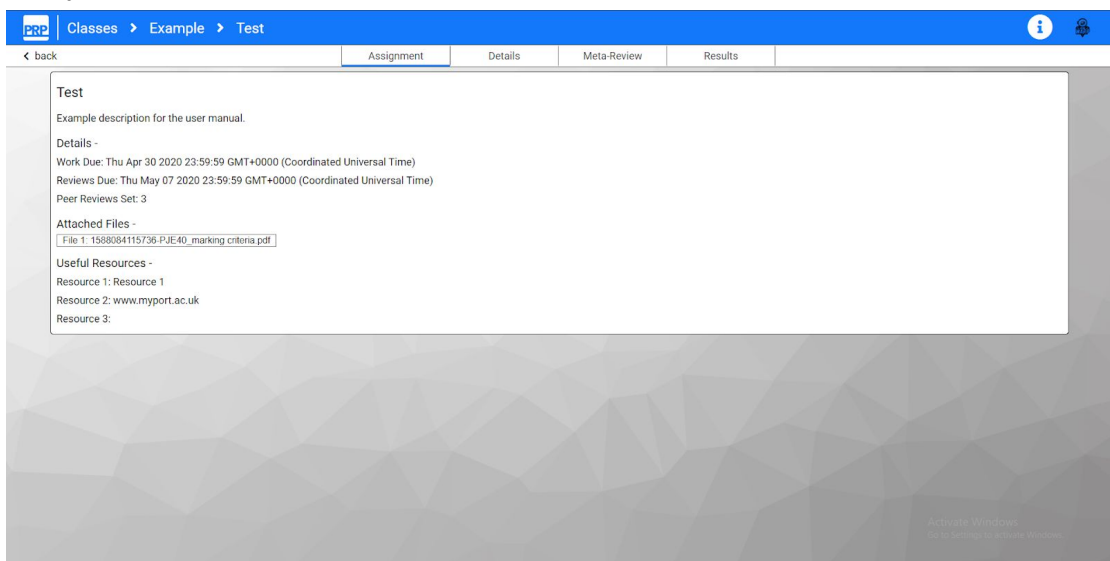 PRP Classes > Example > Test
i
< back Assignment Details Meta-Review Results
Test
Example description for the user manual.
Details -
Work Due: Thu Apr 30 2020 23:59:59 GMT+0000 (Coordinated Universal Time)
Reviews Due: Thu May 07 2020 23:59:59 GMT+0000 (Coordinated Universal Time)
Peer Reviews Set: 3
Attached Files -
File 1: 1588084115736-PJE40_marking criteria.pdf
Useful Resources -
Resource 1: Resource 1
Resource 2: www.myport.ac.uk
Resource 3:
Activate Windows
Go to Settings to activate Windows.